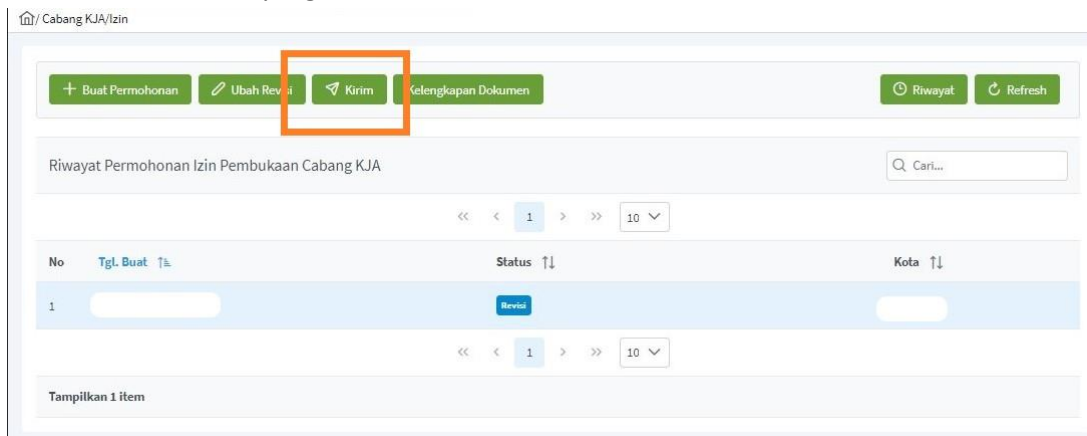 / Cabang KJA/Izin
+ Buat Permohonan Ubah Revisi Kirim Kelengkapan Dokumen Riwayat Refresh
Riwayat Permohonan Izin Pembukaan Cabang KJA Cari...
<< < 1 > >> 10
No Tgl. Buat Status Kota
1 Revisi
<< < 1 > >> 10
Tampilkan 1 item